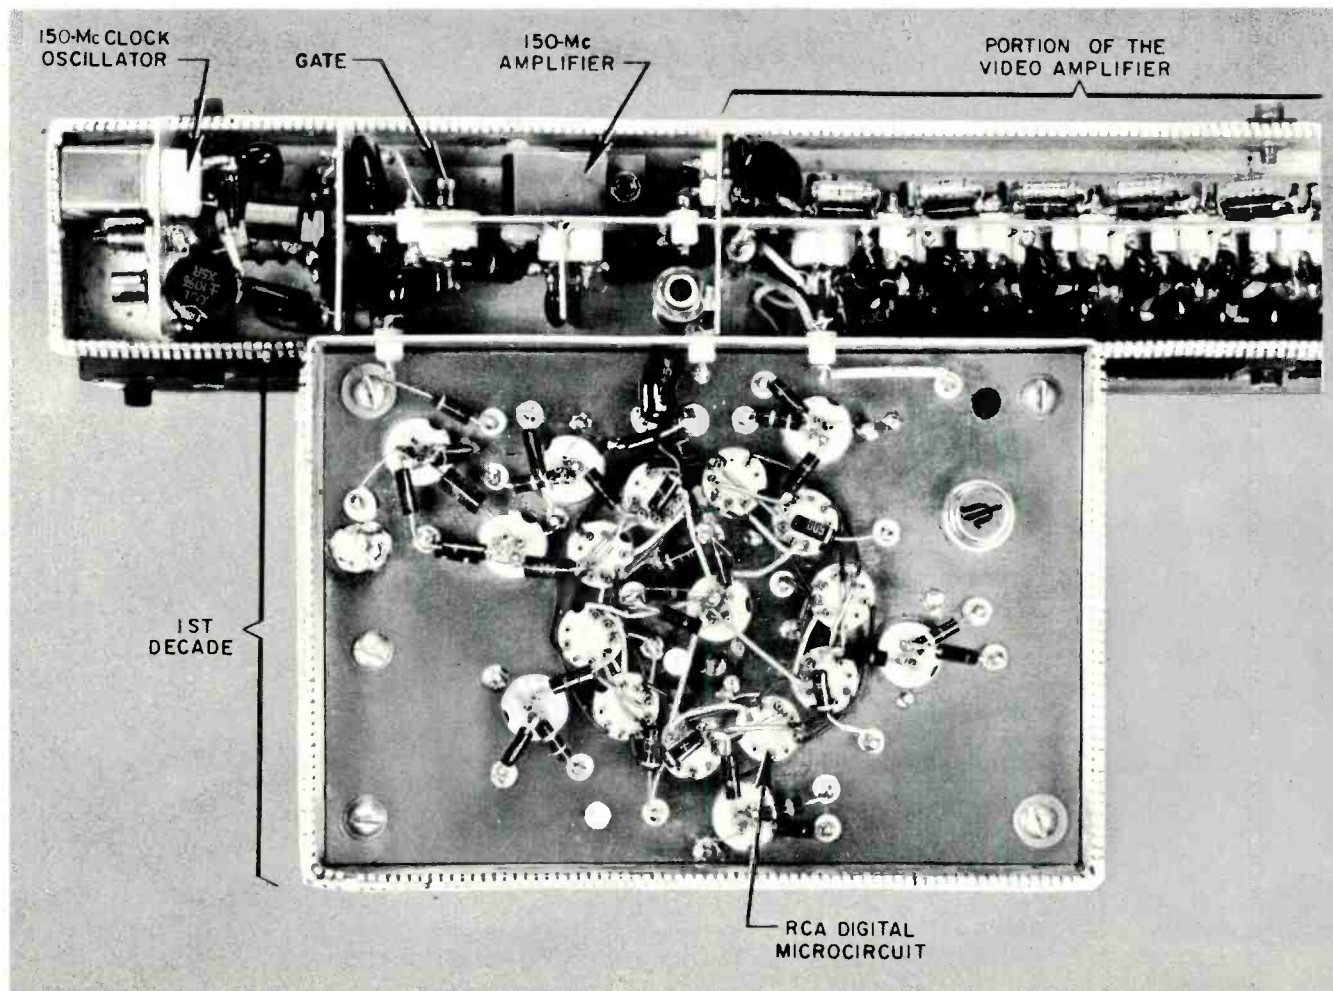 150-Mc CLOCK
OSCILLATOR
GATE
150-Mc
AMPLIFIER
PORTION OF THE
VIDEO AMPLIFIER
1ST
DECADE
RCA DIGITAL
MICROCIRCUIT